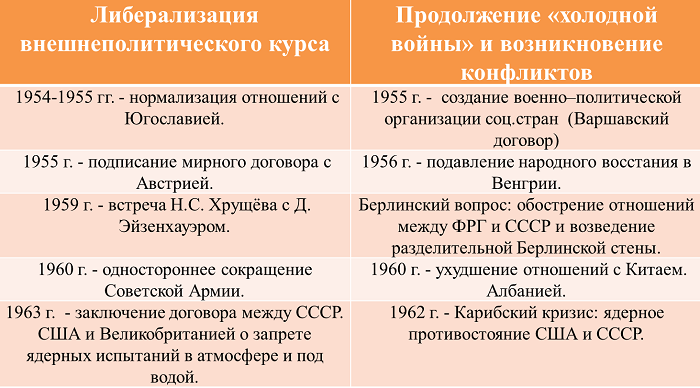 Либерализация
внешнеполитического курса
Продолжение «холодной
войны» и возникновение
конфликтов
1954-1955 гг. - нормализация отношений с
Югославией.
1955 г. - создание военно–политической
организации соц.стран (Варшавский
договор)
1955 г. - подписание мирного договора с
Австрией.
1956 г. - подавление народного восстания в
Венгрии.
1959 г. - встреча Н.С. Хрущёва с Д.
Эйзенхауэром.
Берлинский вопрос: обострение отношений
между ФРГ и СССР и возведение
разделительной Берлинской стены.
1960 г. - одностороннее сокращение
Советской Армии.
1960 г. - ухудшение отношений с Китаем.
Албанией.
1963 г. - заключение договора между СССР.
США и Великобританией о запрете
ядерных испытаний в атмосфере и под
водой.
1962 г. - Карибский кризис: ядерное
противостояние США и СССР.